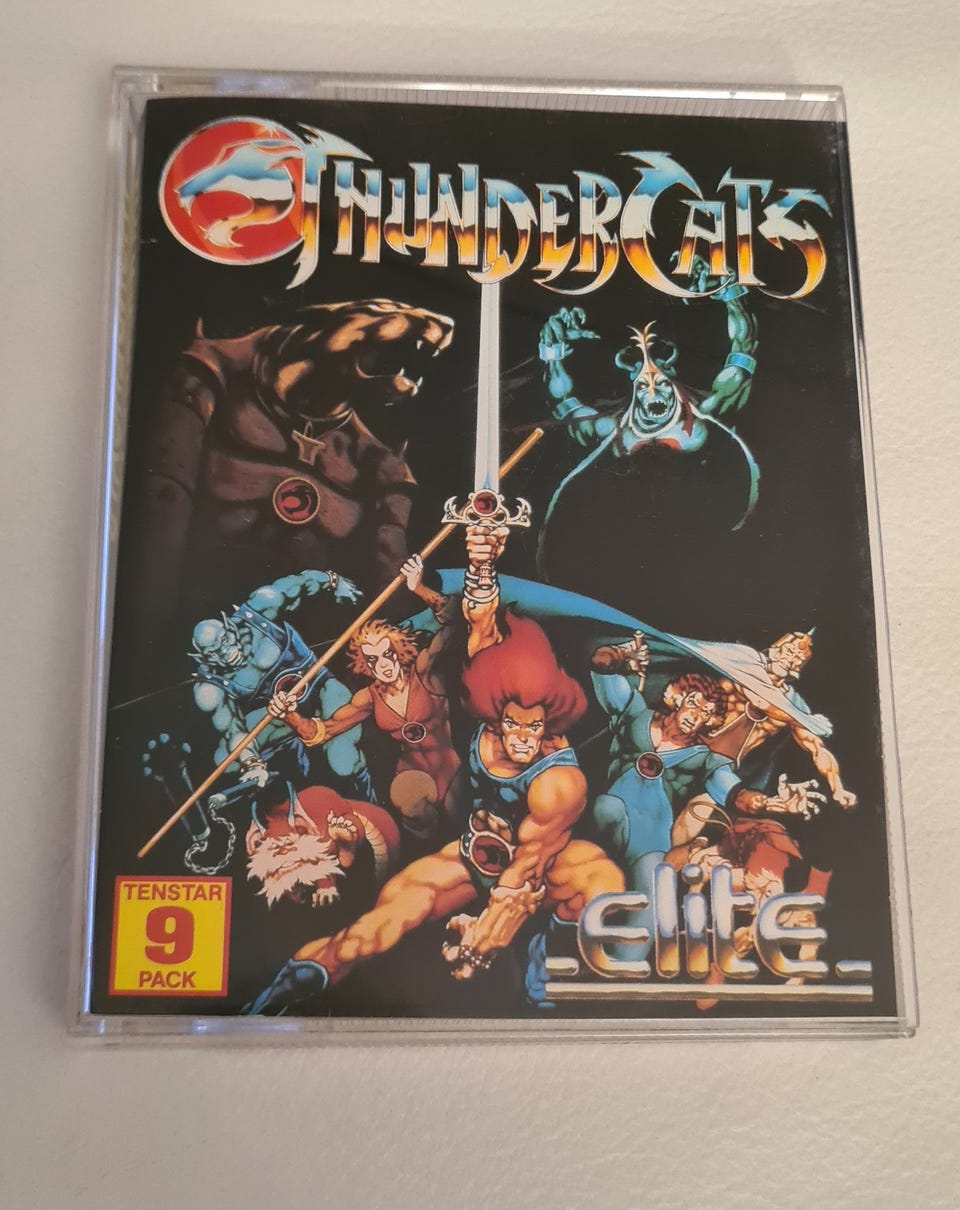 THUNDERCATS
TENSTAR
9
PACK
elite